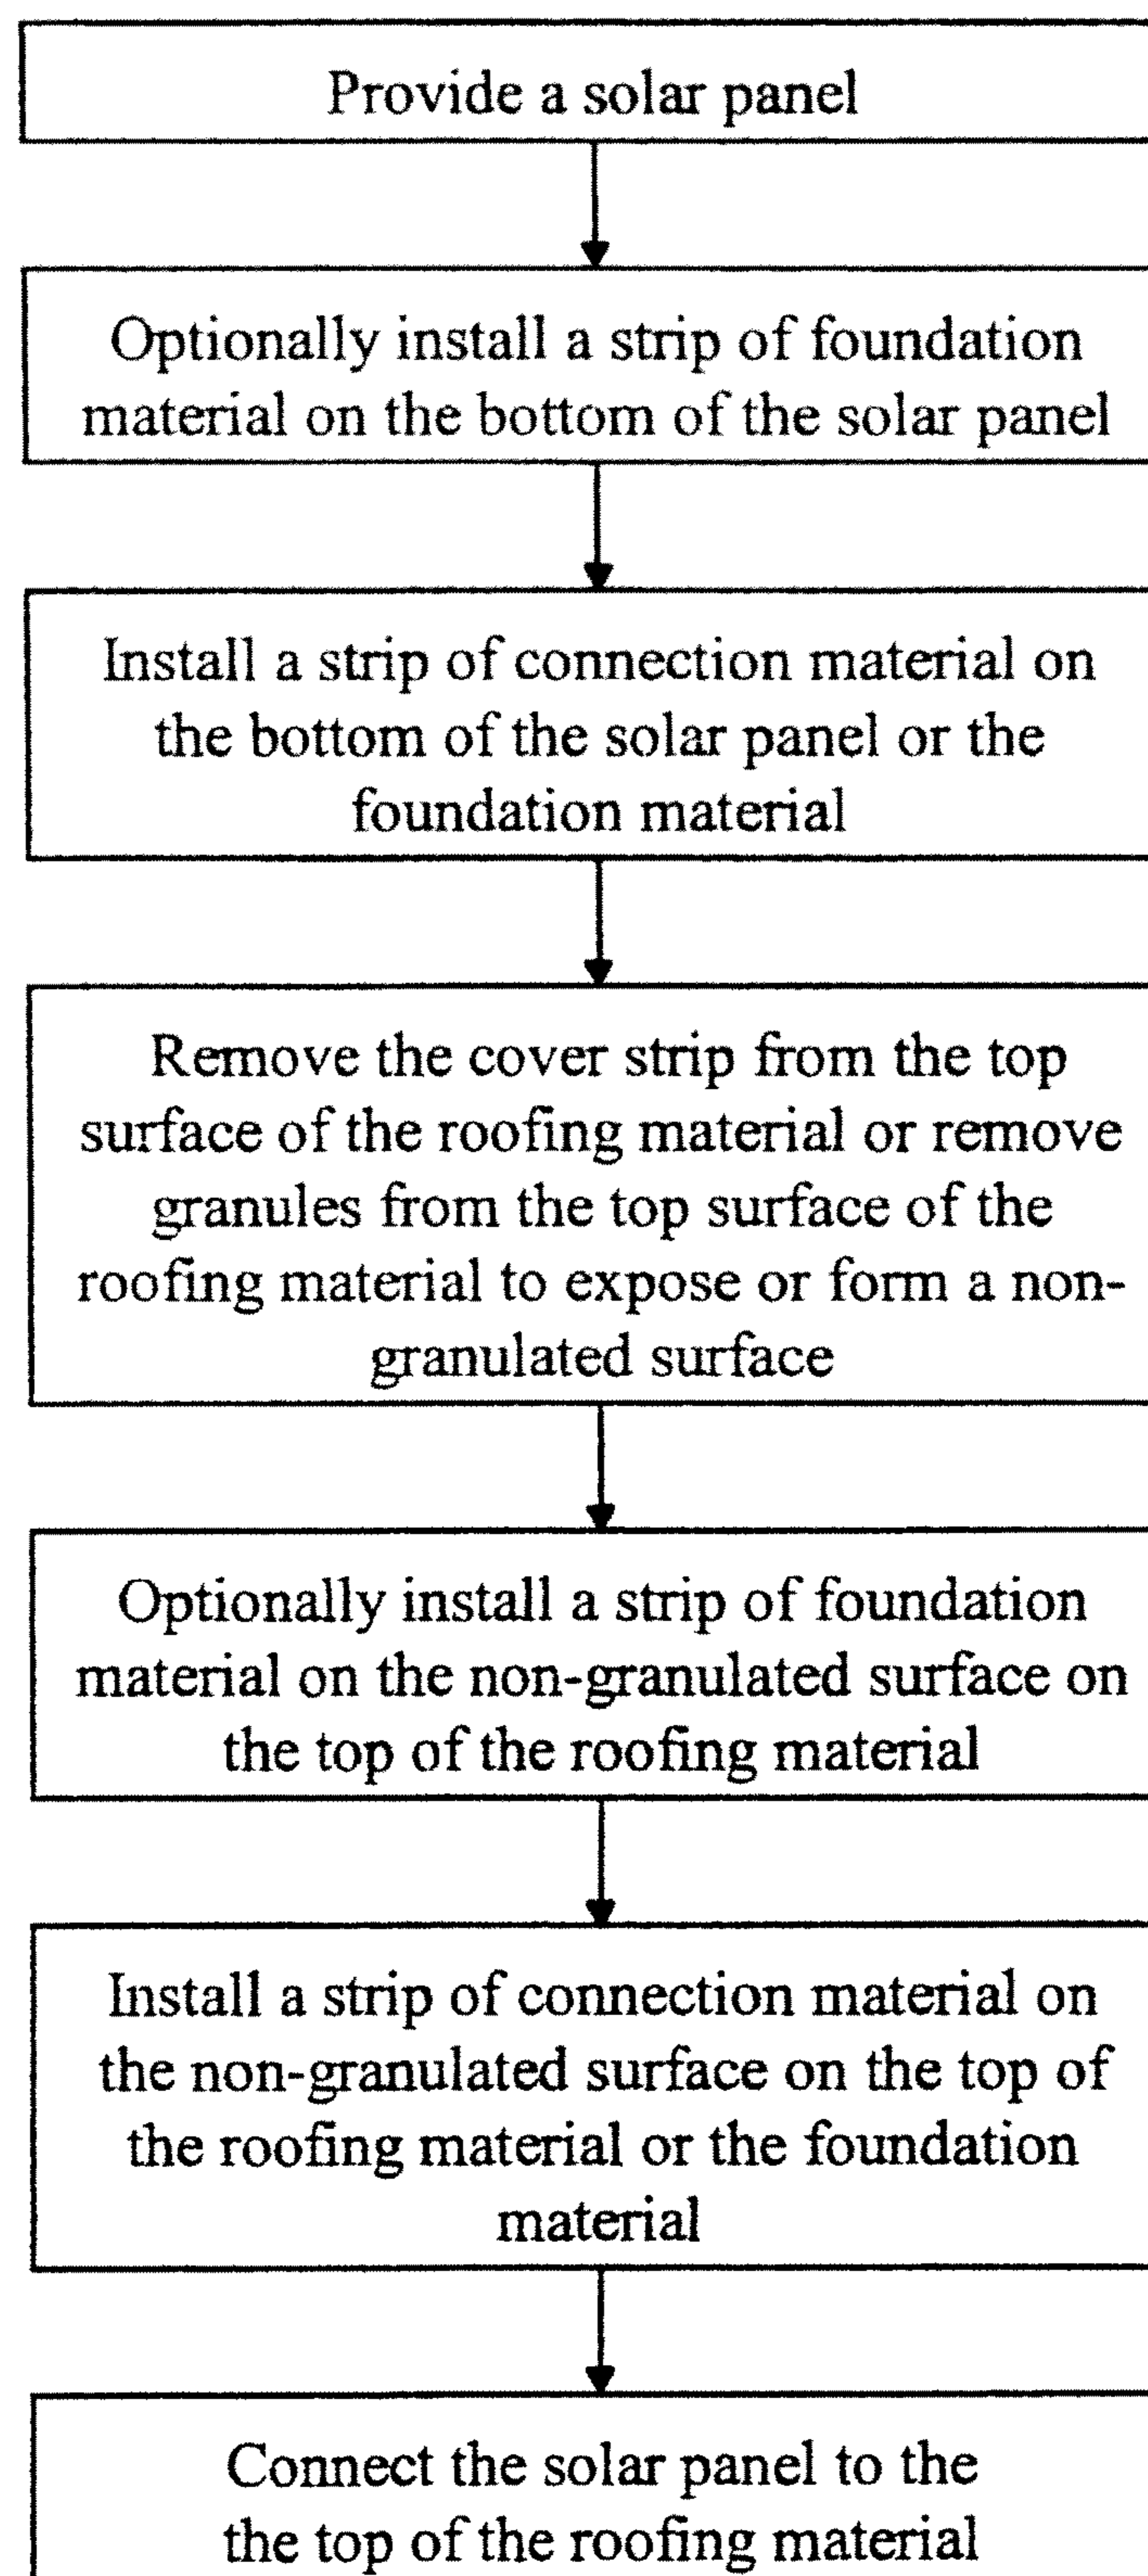 Provide a solar panel
Optionally install a strip of foundation
material on the bottom of the solar panel
Install a strip of connection material on
the bottom of the solar panel or the
foundation material
Remove the cover strip from the top
surface of the roofing material or remove
granules from the top surface of the
roofing material to expose or form a non-
granulated surface
Optionally install a strip of foundation
material on the non-granulated surface on
the top of the roofing material
Install a strip of connection material on
the non-granulated surface on the top of
the roofing material or the foundation
material
Connect the solar panel to the
the top of the roofing material